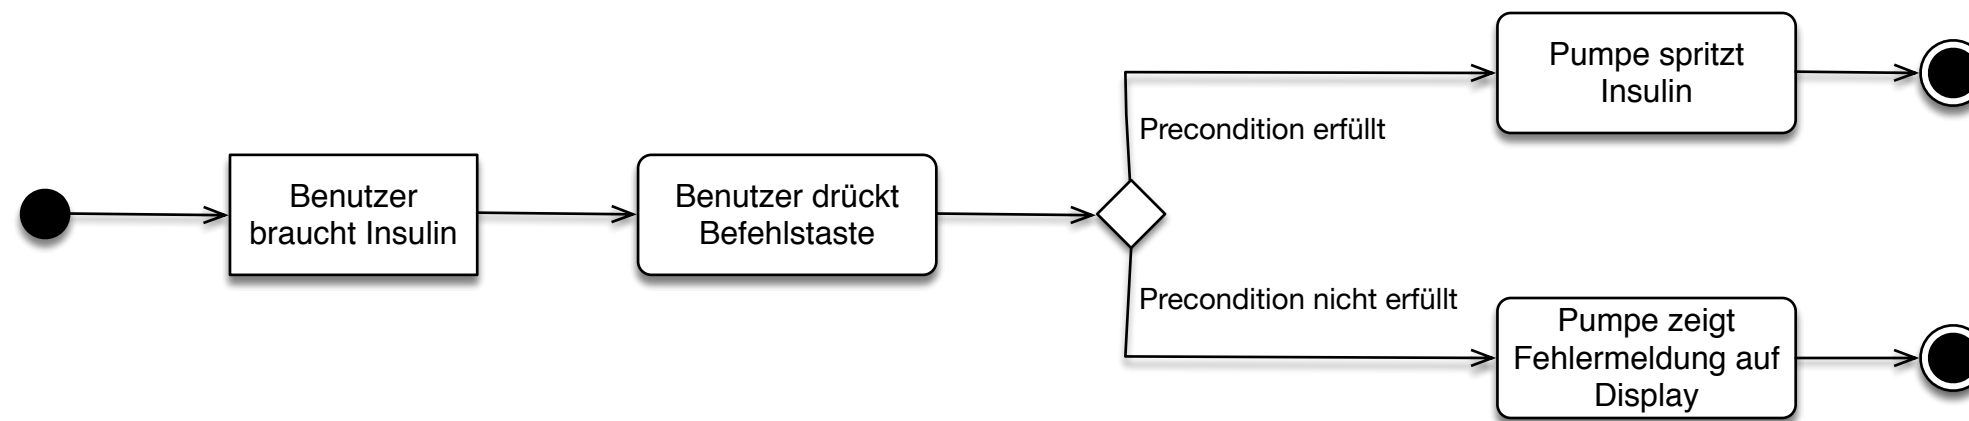 Benutzer
braucht Insulin
Benutzer drückt
Befehlstaste
Precondition erfüllt
Pumpe spritzt
Insulin
Precondition nicht erfüllt
Pumpe zeigt
Fehlermeldung auf
Display